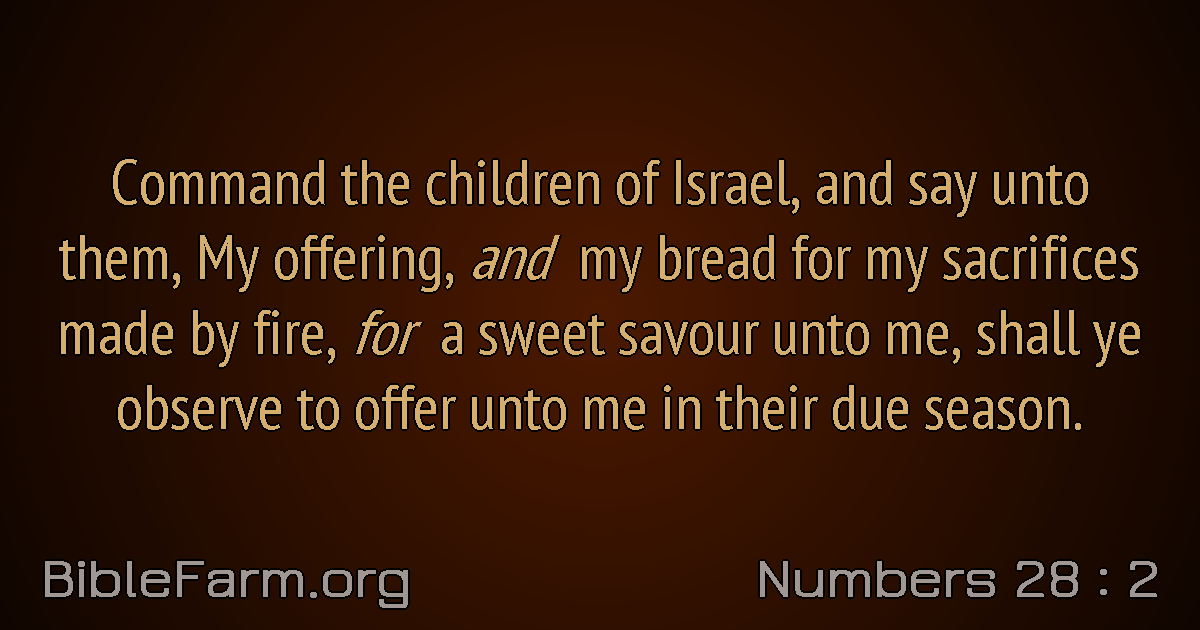 Command the children of Israel, and say unto
them, My offering, and my bread for my sacrifices
made by fire, for a sweet savour unto me, shall ye
observe to offer unto me in their due season.
BibleFarm.org
Numbers 28 : 2